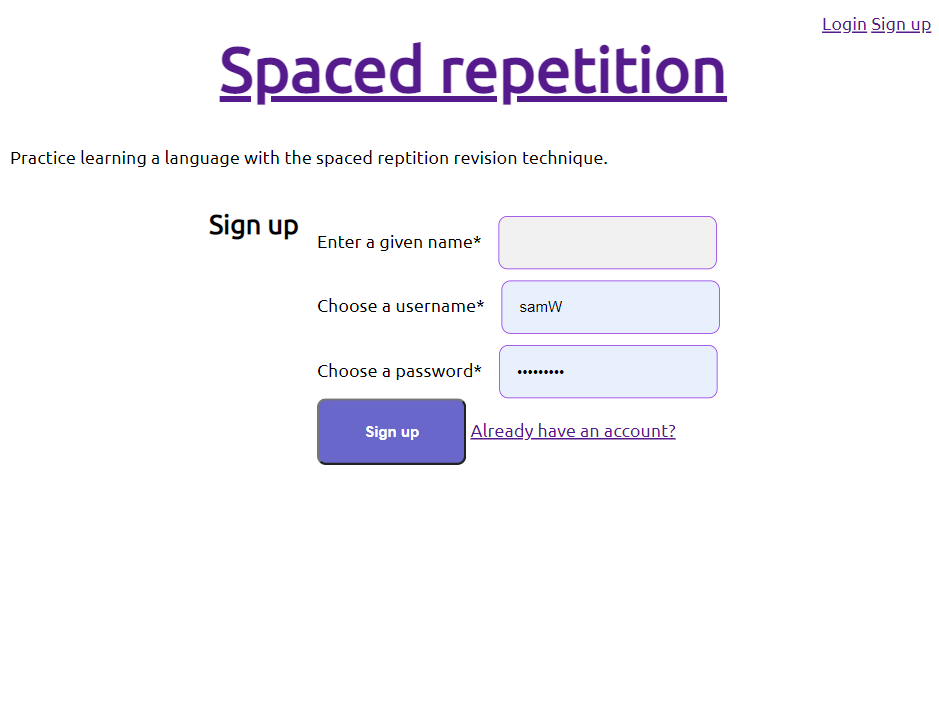 Login Sign up
Spaced repetition
Practice learning a language with the spaced reptition revision technique.
Sign up
Enter a given name*
Choose a username* samW
Choose a password* •••••••••
Sign up Already have an account?